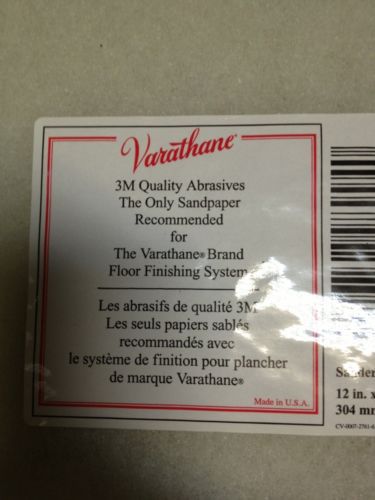 Varathane®
3M Quality Abrasives
The Only Sandpaper
Recommended
for
The Varathane® Brand
Floor Finishing System
Les abrasifs de qualité 3M
Les seuls papiers sablés
recommandés avec
le système de finition pour plancher
de marque Varathane®
Made in U.S.A.
12 in. x
304 mm